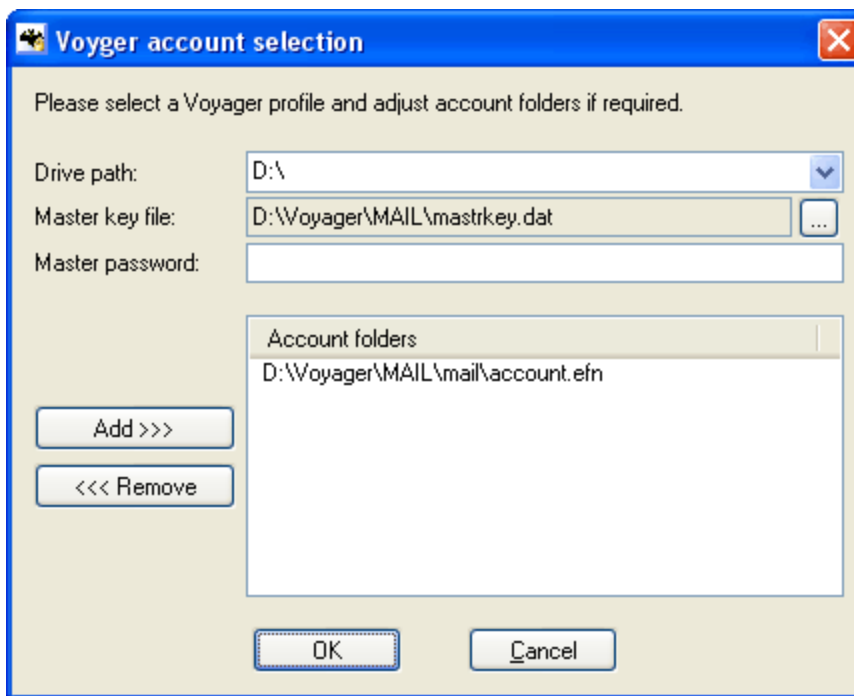 Voyger account selection
Please select a Voyager profile and adjust account folders if required.
Drive path:
D:\
Master key file:
D:\Voyager\MAIL\mastrkey.dat
...
Master password:
Account folders
D:\Voyager\MAIL\mail\account.efn
Add >>>
<<< Remove
OK
Cancel